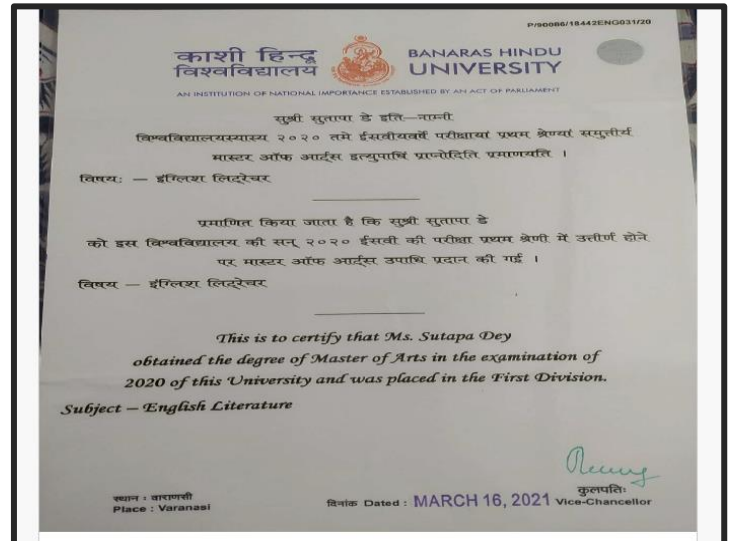 P/90086/18442ENG031/20
काशी हिन्दू
विश्वविद्यालय
BANARAS HINDU
UNIVERSITY
AN INSTITUTION OF NATIONAL IMPORTANCE ESTABLISHED BY AN ACT OF PARLIAMENT
सुश्री सुतापा डे इति–नाम्नी
विश्वविद्यालयस्यास्य २०२० तमे ईसवीयवर्षे परीक्षायां प्रथम श्रेण्यां समुत्तीर्य
मास्टर ऑफ आर्ट्स इत्युपाधिं प्राप्नोदिति प्रमाणयति ।
विषयः — इंग्लिश लिट्रेचर
प्रमाणित किया जाता है कि सुश्री सुतापा डे
को इस विश्वविद्यालय की सन् २०२० ईसवी की परीक्षा प्रथम श्रेणी में उत्तीर्ण होने
पर मास्टर ऑफ आर्ट्स उपाधि प्रदान की गई ।
विषय — इंग्लिश लिट्रेचर
This is to certify that Ms. Sutapa Dey
obtained the degree of Master of Arts in the examination of
2020 of this University and was placed in the First Division.
Subject – English Literature
स्थान : वाराणसी
Place : Varanasi
दिनांक Dated : MARCH 16, 2021
कुलपतिः
Vice-Chancellor